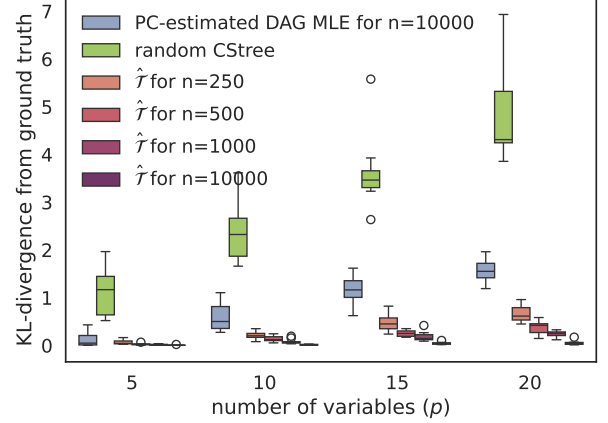 KL-divergence from ground truth
7
6
5
4
3
2
1
0
PC-estimated DAG MLE for n=10000
random CStree
𝒯̂ for n=250
𝒯̂ for n=500
𝒯̂ for n=1000
𝒯̂ for n=10000
5 10 15 20
number of variables (p)